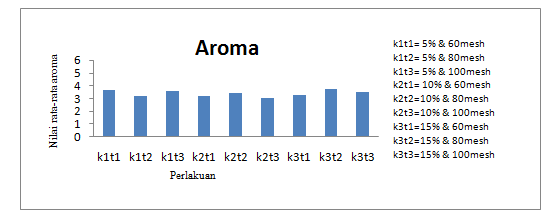 Aroma
Nilai rata-rata aroma
6
5
4
3
2
1
0
k1t1 k1t2 k1t3 k2t1 k2t2 k2t3 k3t1 k3t2 k3t3
Perlakuan
k1t1= 5% & 60mesh
k1t2= 5% & 80mesh
k1t3= 5% & 100mesh
k2t1= 10% & 60mesh
k2t2=10% & 80mesh
k2t3=10% & 100mesh
k3t1=15% & 60mesh
k3t2=15% & 80mesh
k3t3=15% & 100mesh